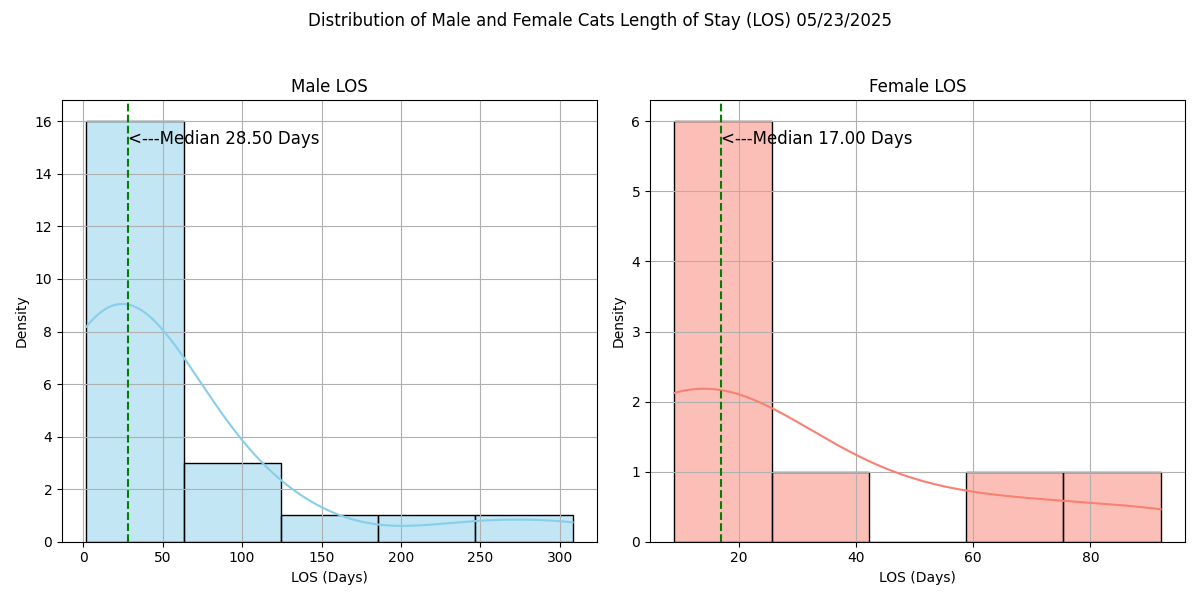 Distribution of Male and Female Cats Length of Stay (LOS) 05/23/2025
Male LOS
16
14
12
10
8
6
4
2
0
Density
<---Median 28.50 Days
0 50 100 150 200 250 300
LOS (Days)
Female LOS
6
5
4
3
2
1
0
Density
<---Median 17.00 Days
20 40 60 80
LOS (Days)